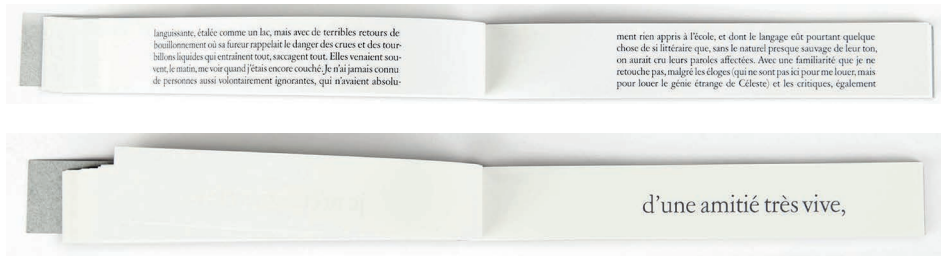 languissante, étalée comme un lac, mais avec de terribles retours de
bouillonnement où sa fureur rappelait le danger des crues et des tour-
billons liquides qui entraînent tout, saccagent tout. Elles venaient sou-
vent, le matin, me voir quand j'étais encore couché. Je n'ai jamais connu
de personnes aussi volontairement ignorantes, qui n'avaient absolu-
ment rien appris à l'école, et dont le langage eût pourtant quelque
chose de si littéraire que, sans le naturel presque sauvage de leur ton,
on aurait cru leurs paroles affectées. Avec une familiarité que je ne
retouche pas, malgré les éloges (qui ne sont pas ici pour me louer, mais
pour louer le génie étrange de Céleste) et les critiques, également
d'une amitié très vive,